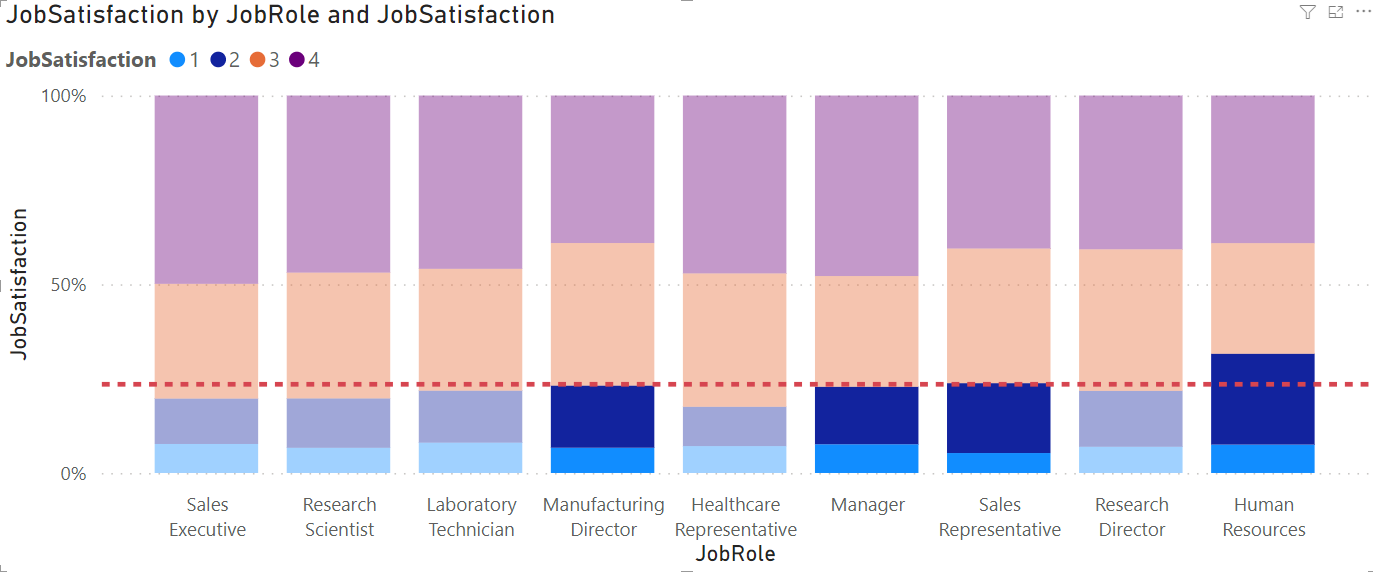 JobSatisfaction by JobRole and JobSatisfaction
JobSatisfaction 1 2 3 4
100%
50%
0%
JobSatisfaction
Sales Executive
Research Scientist
Laboratory Technician
Manufacturing Director
Healthcare Representative
Manager
Sales Representative
Research Director
Human Resources
JobRole